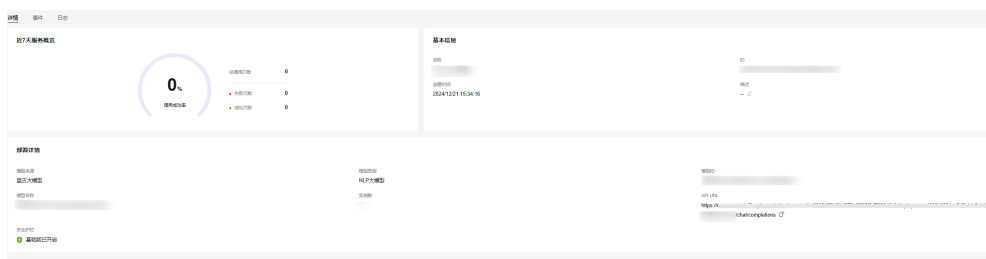 详情 事件 日志
近7天服务概览
0%
调用成功率
总调用次数 0
失败次数 0
成功次数 0
基本信息
名称
ID
创建时间
2024/12/21 15:34:16
描述
--
部署详情
模型来源
盘古大模型
模型类型
NLP大模型
模型ID
模型名称
实例数
API URL
https://
/chat/completions
安全护栏
基础版已开启